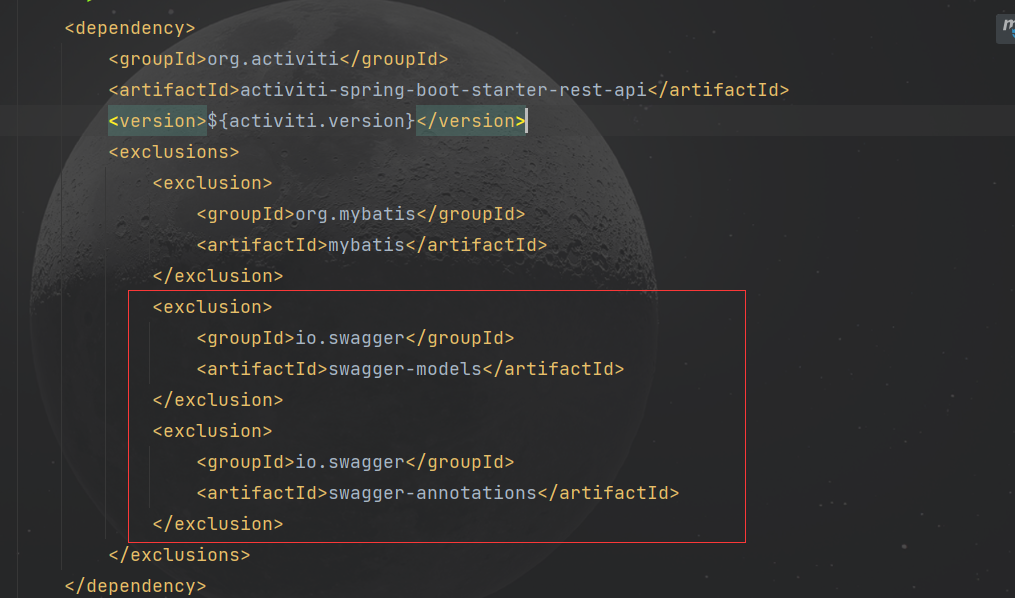 <dependency>
<groupId>org.activiti</groupId>
<artifactId>activiti-spring-boot-starter-rest-api</artifactId>
<version>${activiti.version}</version>
<exclusions>
<exclusion>
<groupId>org.mybatis</groupId>
<artifactId>mybatis</artifactId>
</exclusion>
<exclusion>
<groupId>io.swagger</groupId>
<artifactId>swagger-models</artifactId>
</exclusion>
<exclusion>
<groupId>io.swagger</groupId>
<artifactId>swagger-annotations</artifactId>
</exclusion>
</exclusions>
</dependency>